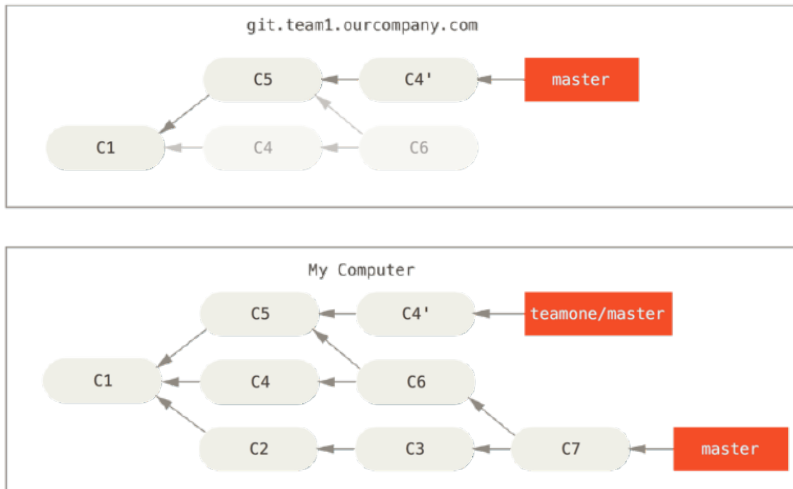 git.team1.ourcompany.com
C5 C4' master
C1 C4 C6
My Computer
C5 C4' teamone/master
C1 C4 C6
C2 C3 C7 master